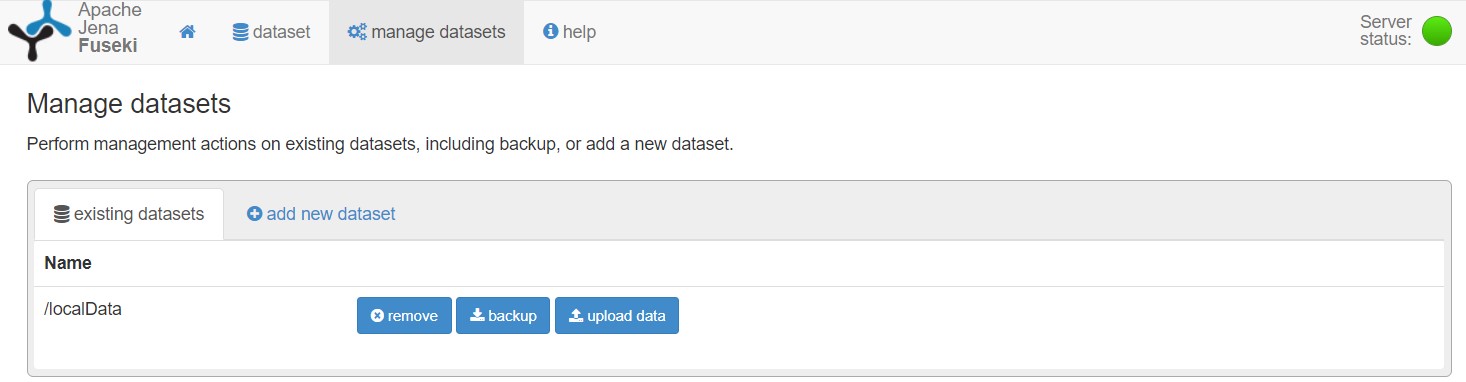 Apache
Jena
Fuseki
dataset
manage datasets
help
Server
status:
Manage datasets
Perform management actions on existing datasets, including backup, or add a new dataset.
existing datasets
add new dataset
Name
/localData
remove
backup
upload data